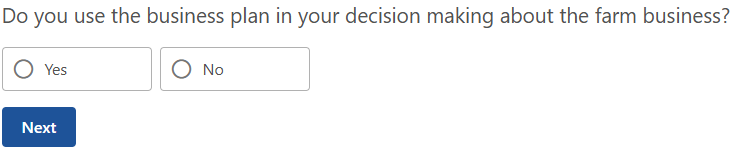 Do you use the business plan in your decision making about the farm business?
Yes
No
Next